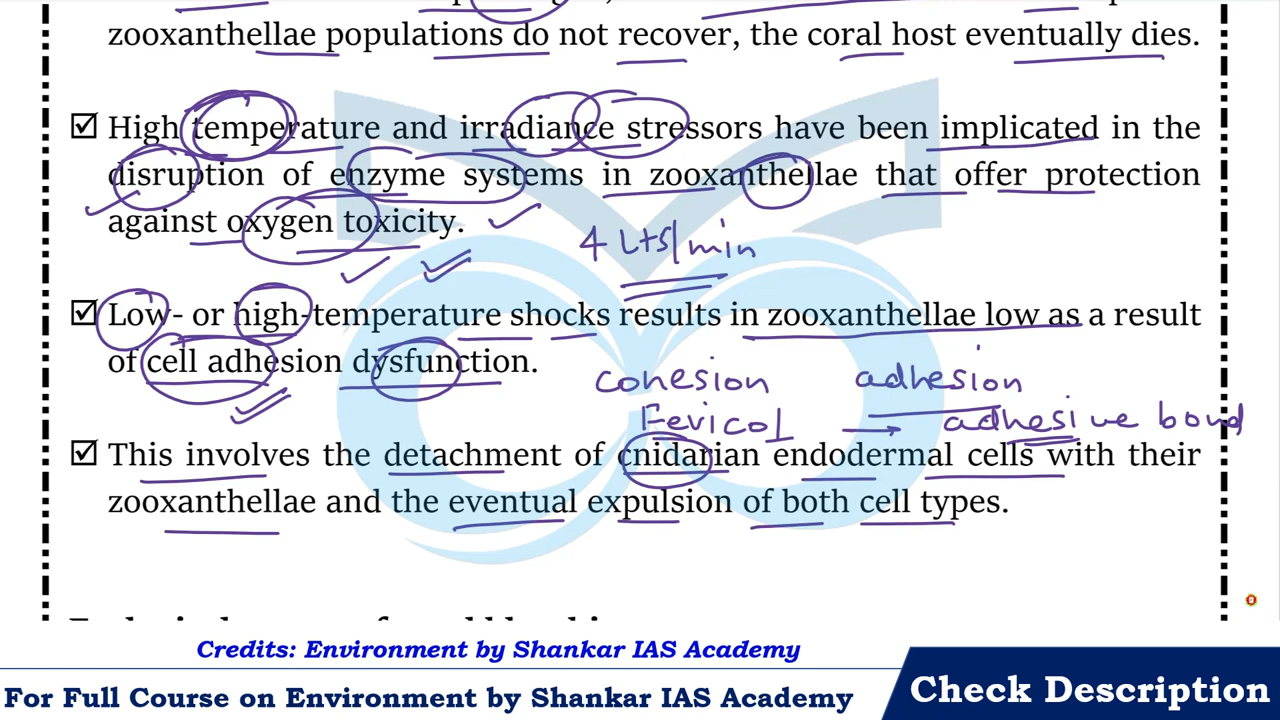 zooxanthellae populations do not recover, the coral host eventually dies.
High temperature and irradiance stressors have been implicated in the
disruption of enzyme systems in zooxanthellae that offer protection
against oxygen toxicity.
4 Lts/min
Low- or high-temperature shocks results in zooxanthellae low as a result
of cell adhesion dysfunction.
cohesion adhesion
Fevicol → adhesive bond
This involves the detachment of cnidarian endodermal cells with their
zooxanthellae and the eventual expulsion of both cell types.
Credits: Environment by Shankar IAS Academy
For Full Course on Environment by Shankar IAS Academy
Check Description